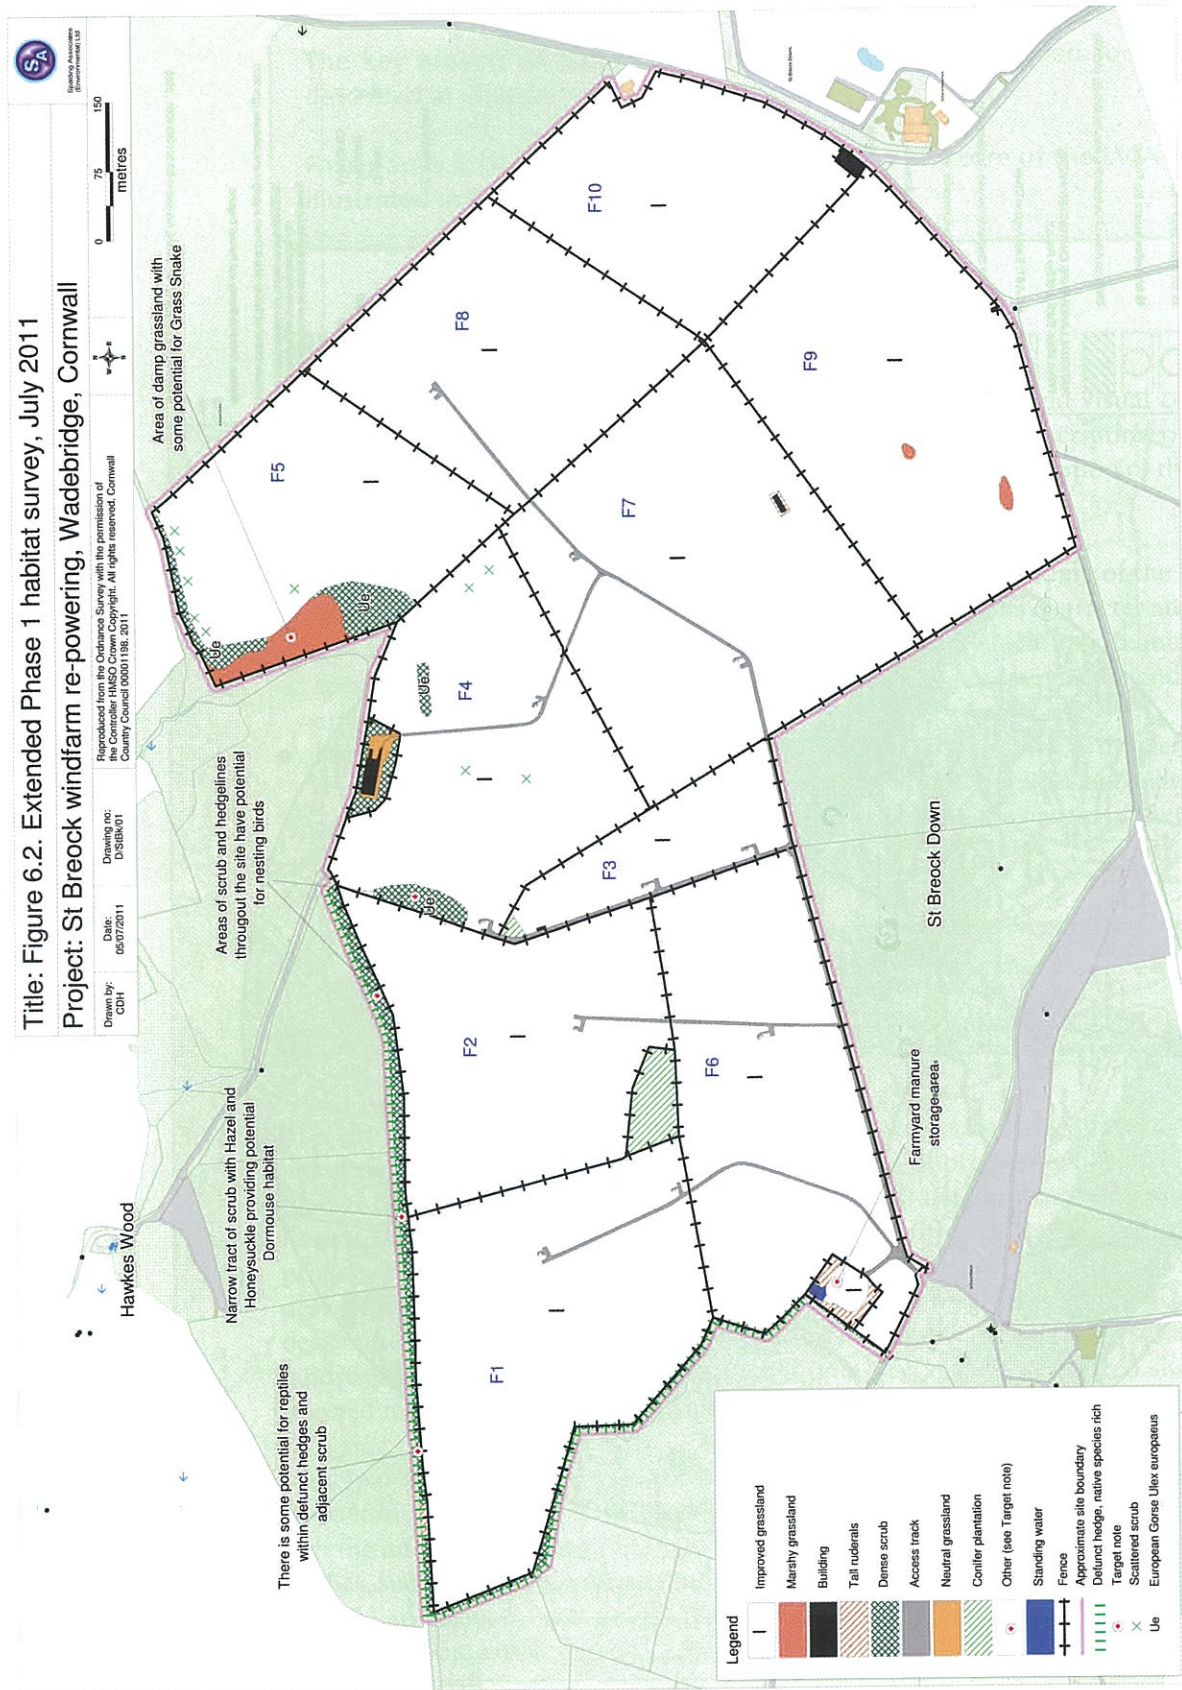 Title: Figure 6.2. Extended Phase 1 habitat survey, July 2011
Project: St Breock windfarm re-powering, Wadebridge, Cornwall
Drawn by:
CDH
Date:
05/07/2011
Drawing no:
D/StBk/01
Reproduced from the Ordnance Survey with the permission of
the Controller HMSO Crown Copyright. All rights reserved. Cornwall
Country Council 00001198. 2011
N
W
E
S
0 75 150
metres
SA
Spalding Associates
(Environmental) Ltd
Hawkes Wood
There is some potential for reptiles
within defunct hedges and
adjacent scrub
Narrow tract of scrub with Hazel and
Honeysuckle providing potential
Dormouse habitat
Areas of scrub and hedgelines
througout the site have potential
for nesting birds
Area of damp grassland with
some potential for Grass Snake
F1
I
F2
I
F3
I
F4
I
F5
I
F6
I
F7
I
F8
I
F9
I
F10
I
I
Ue
Ue
Ue
Ue
Farmyard manure
storage area
St Breock Down
Legend
I Improved grassland
Marshy grassland
Building
Tall ruderals
Dense scrub
Access track
Neutral grassland
Conifer plantation
Other (see Target note)
Standing water
Fence
Approximate site boundary
Defunct hedge, native species rich
Target note
Scattered scrub
Ue European Gorse Ulex europaeus